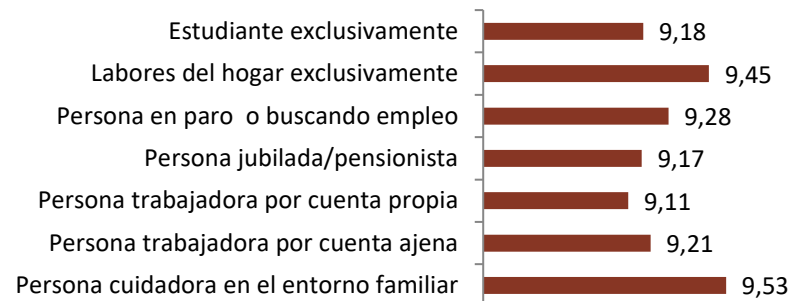 Estudiante exclusivamente 9,18
Labores del hogar exclusivamente 9,45
Persona en paro  o buscando empleo 9,28
Persona jubilada/pensionista 9,17
Persona trabajadora por cuenta propia 9,11
Persona trabajadora por cuenta ajena 9,21
Persona cuidadora en el entorno familiar 9,53